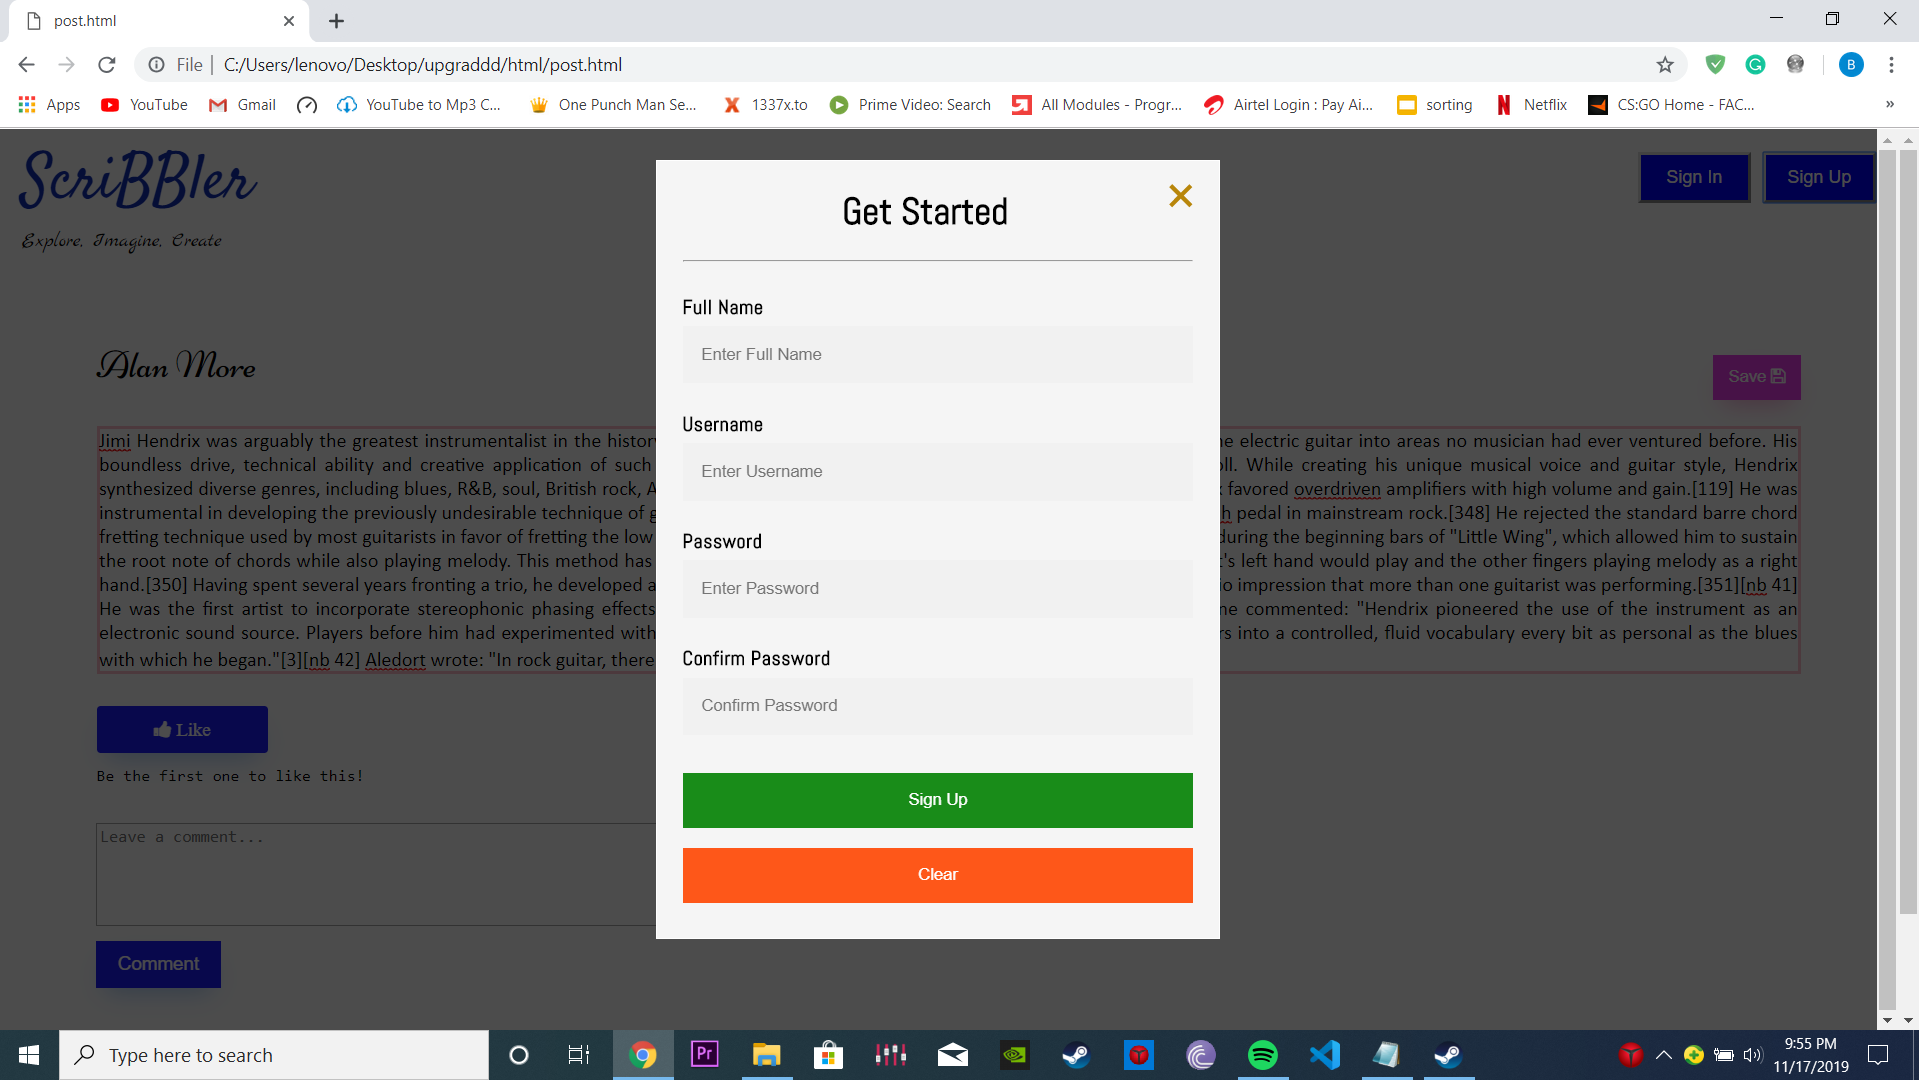 post.html
File | C:/Users/lenovo/Desktop/upgraddd/html/post.html
B
Apps YouTube Gmail YouTube to Mp3 C... One Punch Man Se... 1337x.to Prime Video: Search All Modules - Progr... Airtel Login : Pay Ai... sorting Netflix CS:GO Home - FAC... »
ScriBBler
Explore, Imagine, Create
Sign In
Sign Up
Get Started
Full Name
Enter Full Name
Username
Enter Username
Password
Enter Password
Confirm Password
Confirm Password
Sign Up
Clear
Alan More
Save
Jimi Hendrix was arguably the greatest instrumentalist in the histor e electric guitar into areas no musician had ever ventured before. His
boundless drive, technical ability and creative application of such ll. While creating his unique musical voice and guitar style, Hendrix
synthesized diverse genres, including blues, R&B, soul, British rock, A favored overdriven amplifiers with high volume and gain.[119] He was
instrumental in developing the previously undesirable technique of g h pedal in mainstream rock.[348] He rejected the standard barre chord
fretting technique used by most guitarists in favor of fretting the low during the beginning bars of "Little Wing", which allowed him to sustain
the root note of chords while also playing melody. This method has 's left hand would play and the other fingers playing melody as a right
hand.[350] Having spent several years fronting a trio, he developed a io impression that more than one guitarist was performing.[351][nb 41]
He was the first artist to incorporate stereophonic phasing effects ne commented: "Hendrix pioneered the use of the instrument as an
electronic sound source. Players before him had experimented with rs into a controlled, fluid vocabulary every bit as personal as the blues
with which he began."[3][nb 42] Aledort wrote: "In rock guitar, there
Like
Be the first one to like this!
Leave a comment...
Comment
Type here to search
Pr
9:55 PM
11/17/2019